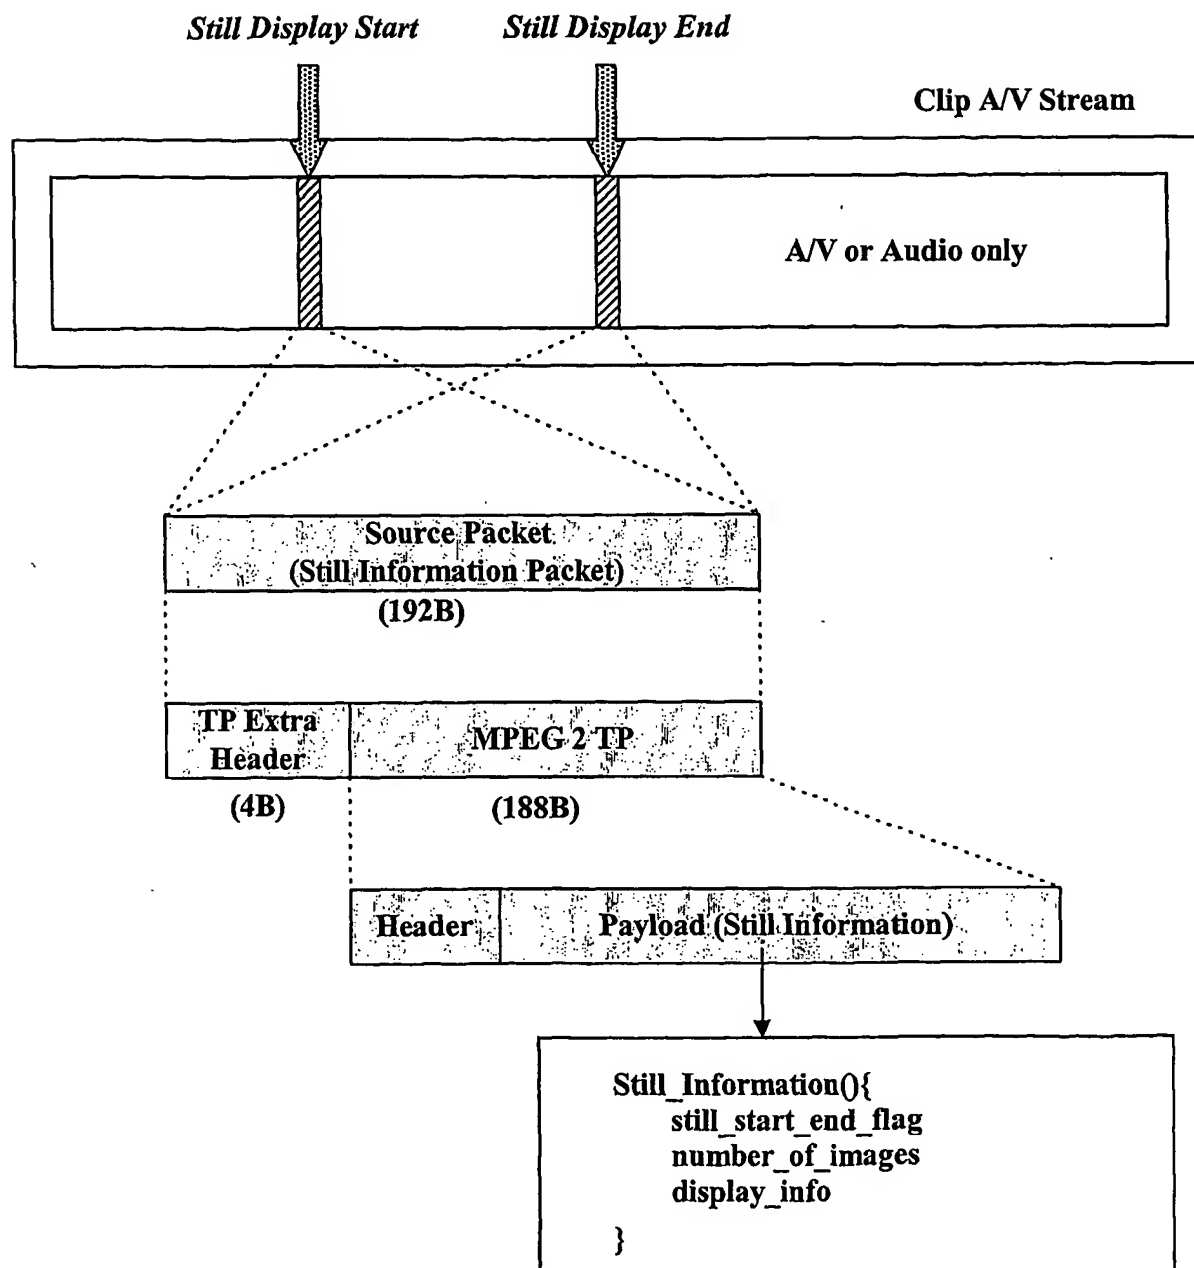 Still Display Start
Still Display End
Clip A/V Stream
A/V or Audio only
Source Packet
(Still Information Packet)
(192B)
TP Extra
Header
MPEG 2 TP
(4B)
(188B)
Header
Payload (Still Information)
Still_Information(){
still_start_end_flag
number_of_images
display_info
}